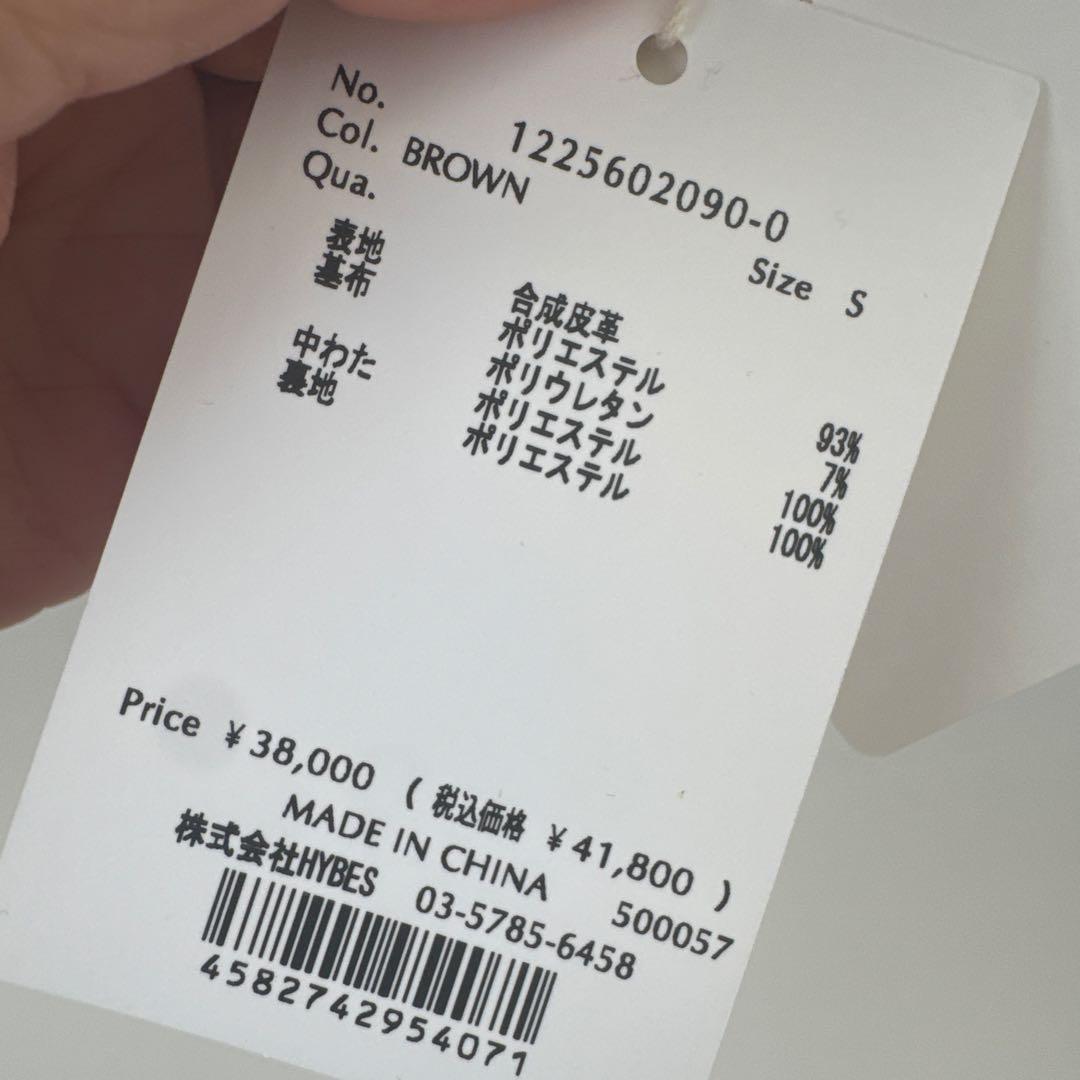 No. 1225602090-0
Col. BROWN Size S
Qua.
表地 合成皮革
基布 ポリエステル 93%
ポリウレタン 7%
中わた ポリエステル 100%
裏地 ポリエステル 100%
Price ¥38,000 ( 税込価格 ¥41,800 )
MADE IN CHINA 500057
株式会社HYBES 03-5785-6458
4582742954071